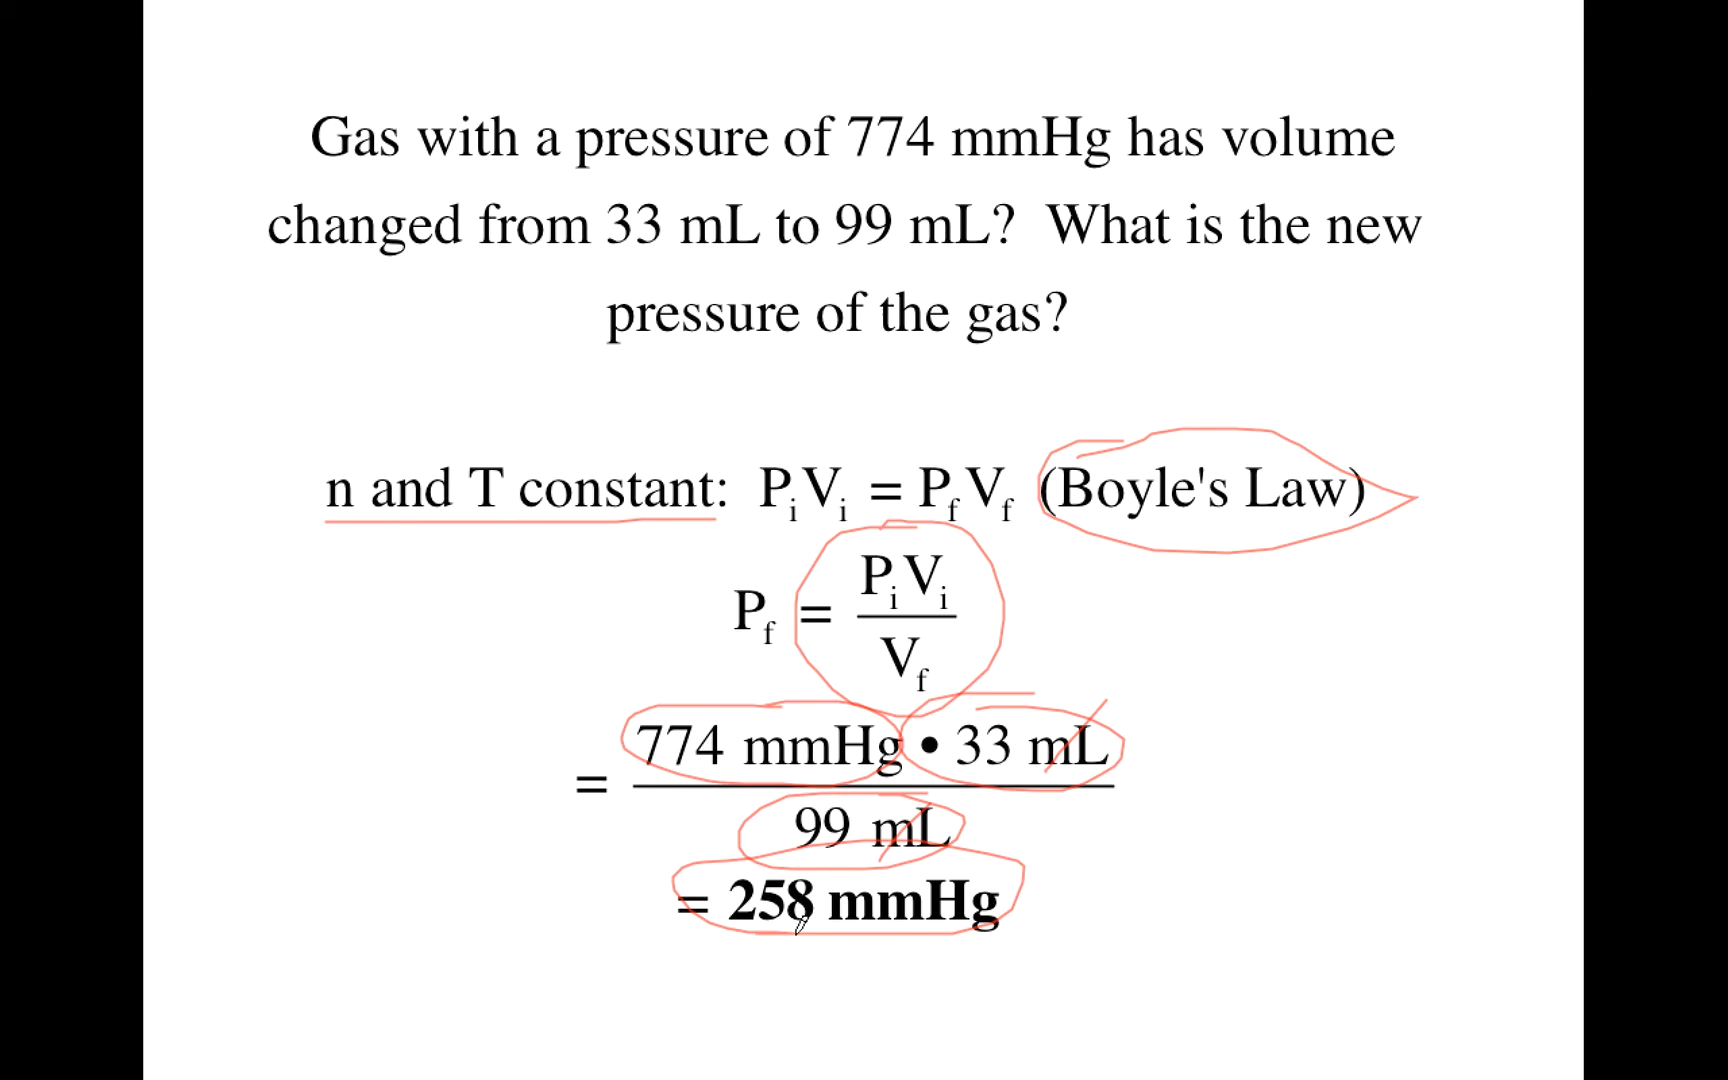 Gas with a pressure of 774 mmHg has volume
changed from 33 mL to 99 mL?  What is the new
pressure of the gas?
n and T constant:  PᵢVᵢ = P_f V_f (Boyle's Law)
P_f = PᵢVᵢ
V_f
= 774 mmHg • 33 mL
99 mL
= 258 mmHg